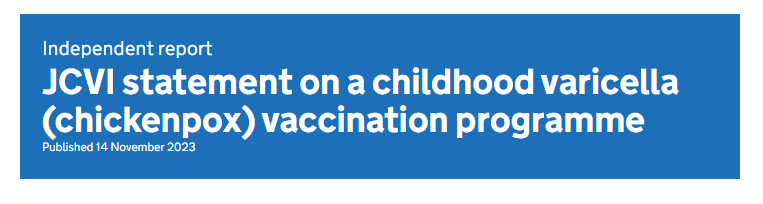 Independent report
JCVI statement on a childhood varicella
(chickenpox) vaccination programme
Published 14 November 2023